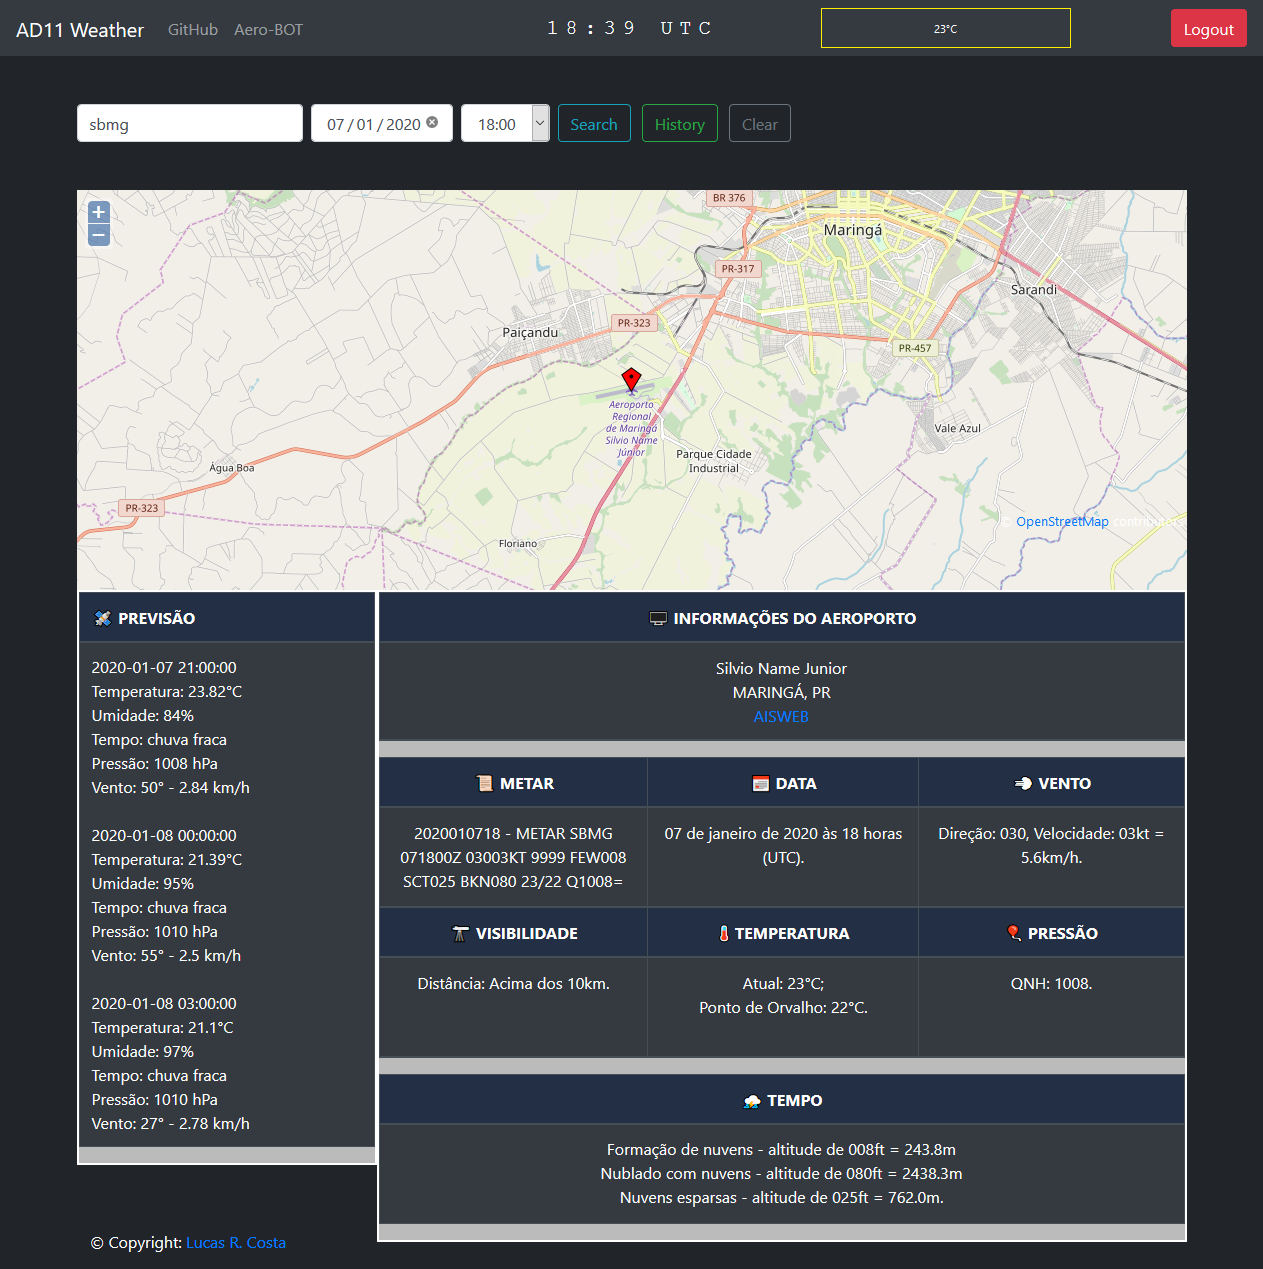 AD11 Weather
GitHub
Aero-BOT
18:39 UTC
23°C
Logout
sbmg
07 / 01 / 2020
18:00
Search
History
Clear
+
−
BR 376
Maringá
PR-317
Sarandi
PR-323
Paiçandu
PR-457
Aeroporto
Regional
de Maringá
Silvio Name
Júnior
Vale Azul
Parque Cidade
Industrial
Água Boa
PR-323
Floriano
© OpenStreetMap contributors
PREVISÃO
2020-01-07 21:00:00
Temperatura: 23.82°C
Umidade: 84%
Tempo: chuva fraca
Pressão: 1008 hPa
Vento: 50° - 2.84 km/h
2020-01-08 00:00:00
Temperatura: 21.39°C
Umidade: 95%
Tempo: chuva fraca
Pressão: 1010 hPa
Vento: 55° - 2.5 km/h
2020-01-08 03:00:00
Temperatura: 21.1°C
Umidade: 97%
Tempo: chuva fraca
Pressão: 1010 hPa
Vento: 27° - 2.78 km/h
INFORMAÇÕES DO AEROPORTO
Silvio Name Junior
MARINGÁ, PR
AISWEB
METAR
2020010718 - METAR SBMG
071800Z 03003KT 9999 FEW008
SCT025 BKN080 23/22 Q1008=
DATA
07 de janeiro de 2020 às 18 horas
(UTC).
VENTO
Direção: 030, Velocidade: 03kt =
5.6km/h.
VISIBILIDADE
Distância: Acima dos 10km.
TEMPERATURA
Atual: 23°C;
Ponto de Orvalho: 22°C.
PRESSÃO
QNH: 1008.
TEMPO
Formação de nuvens - altitude de 008ft = 243.8m
Nublado com nuvens - altitude de 080ft = 2438.3m
Nuvens esparsas - altitude de 025ft = 762.0m.
© Copyright: Lucas R. Costa